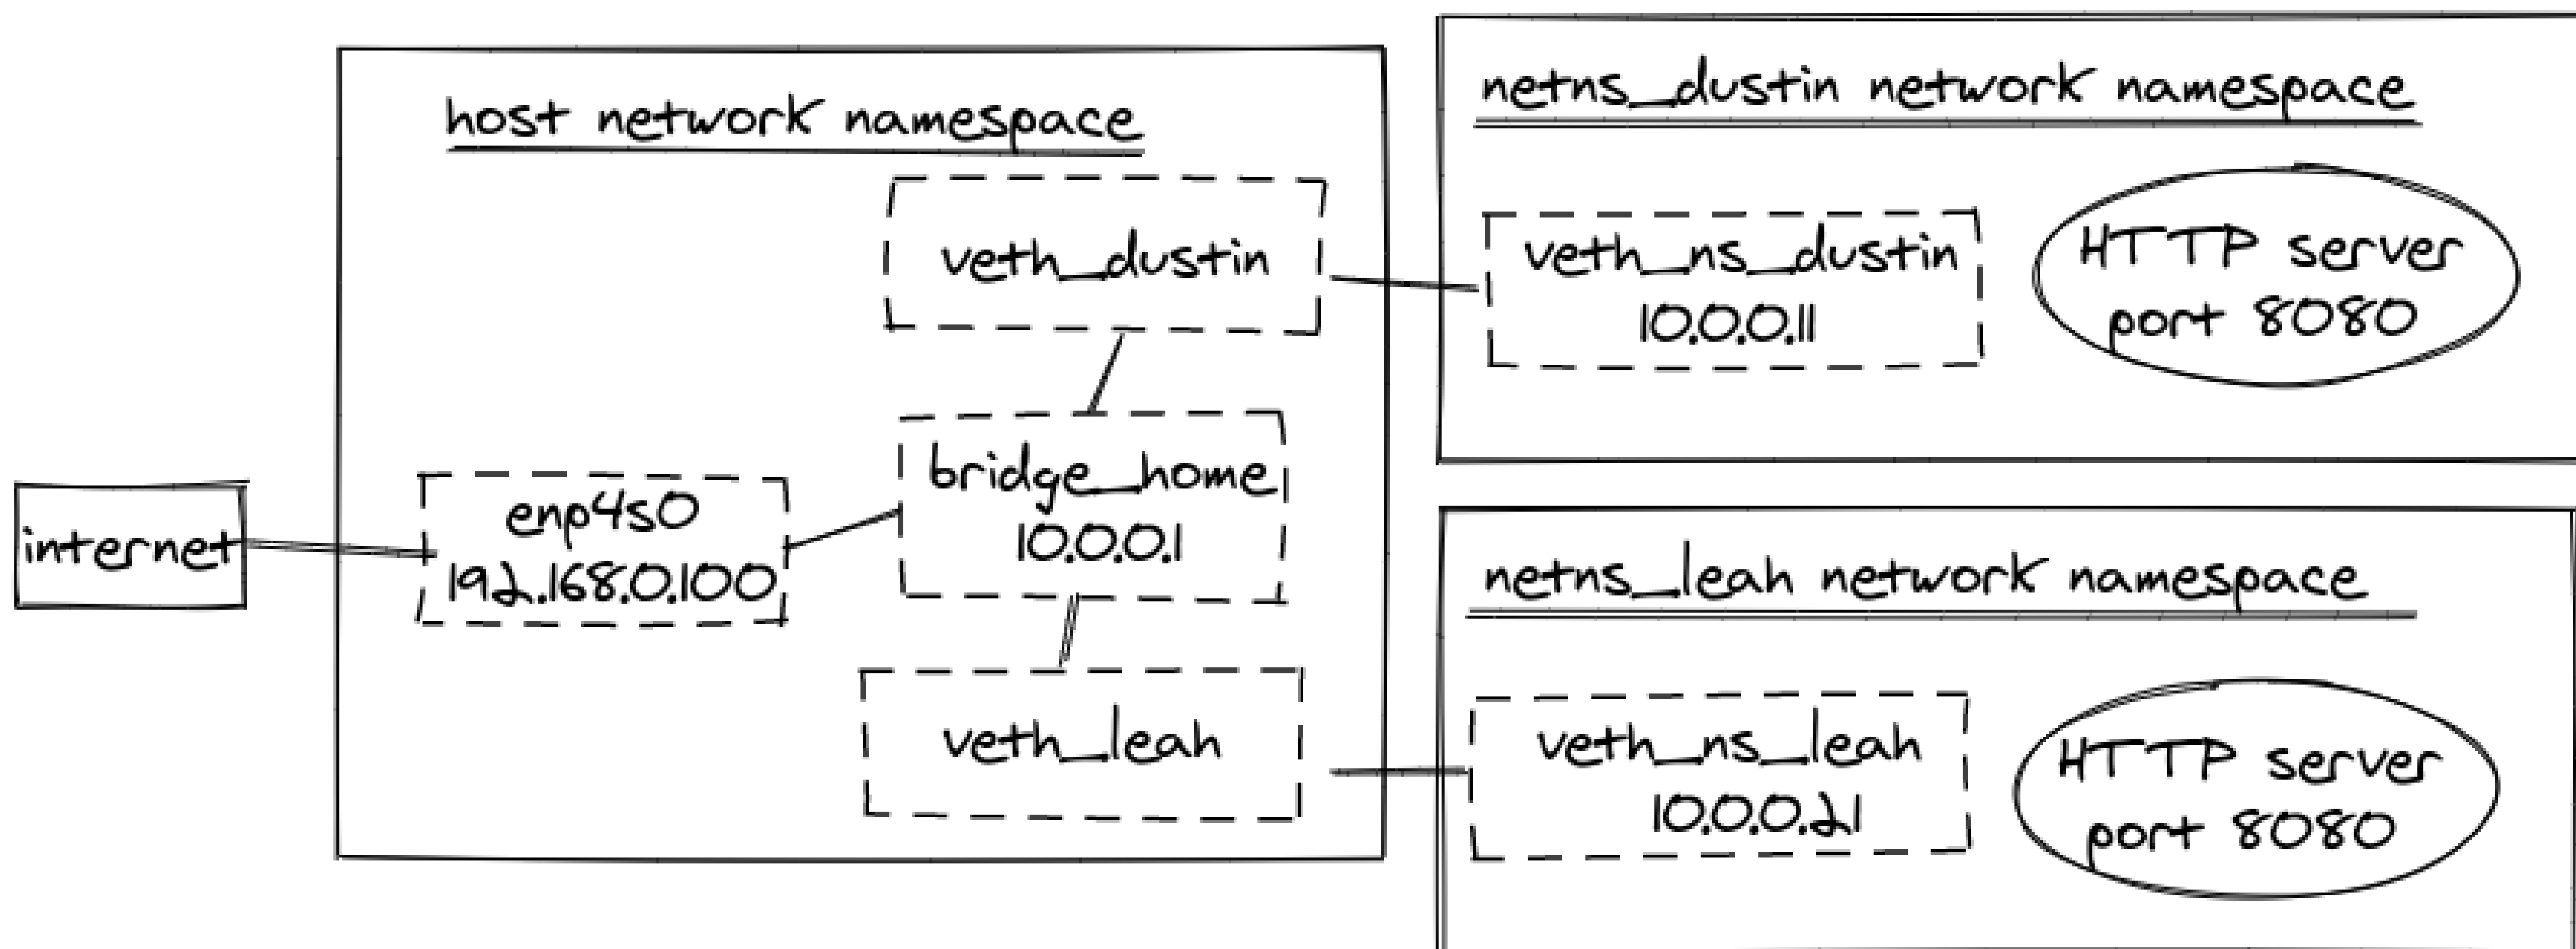 host network namespace
veth_dustin
bridge_home
10.0.0.1
veth_leah
enp4s0
192.168.0.100
internet
netns_dustin network namespace
veth_ns_dustin
10.0.0.11
HTTP server
port 8080
netns_leah network namespace
veth_ns_leah
10.0.0.21
HTTP server
port 8080